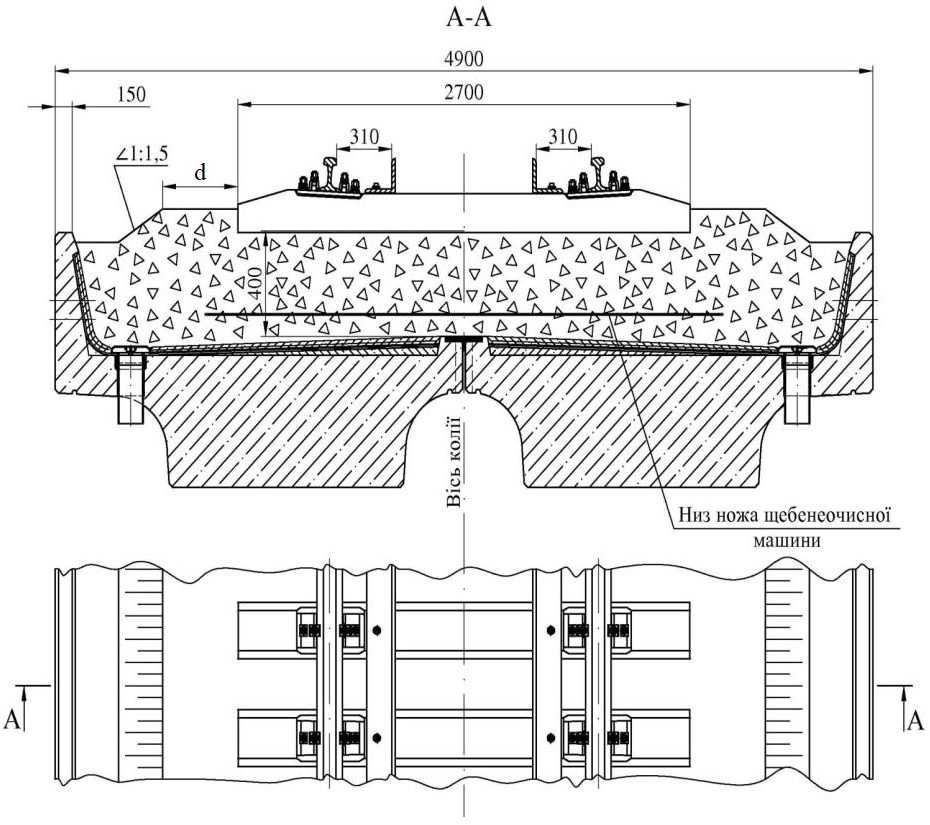 А-А
4900
150
2700
310
310
∠1:1,5
d
400
Вісь колії
Низ ножа щебенеочисної
машини
А
А